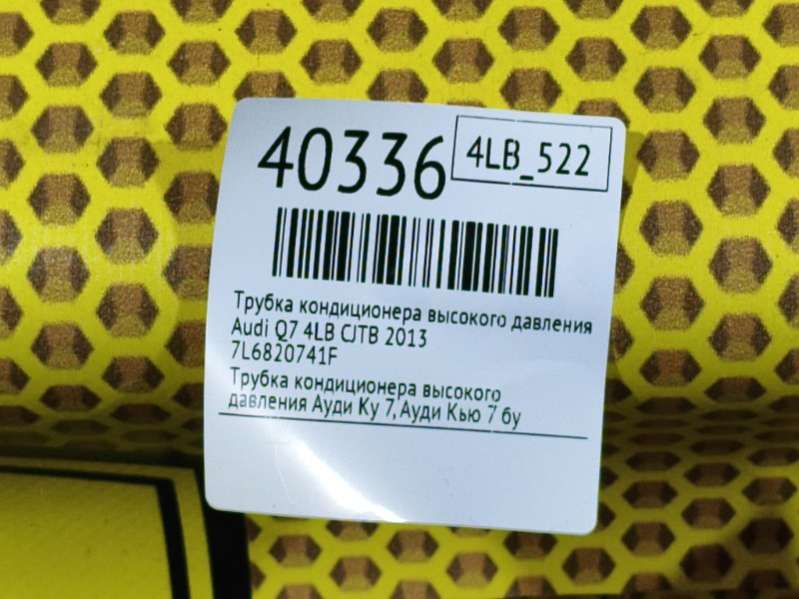 40336
4LB_522
Трубка кондиционера высокого давления
Audi Q7 4LB CJTB 2013
7L6820741F
Трубка кондиционера высокого
давления Ауди Ку 7, Ауди Кью 7 бу